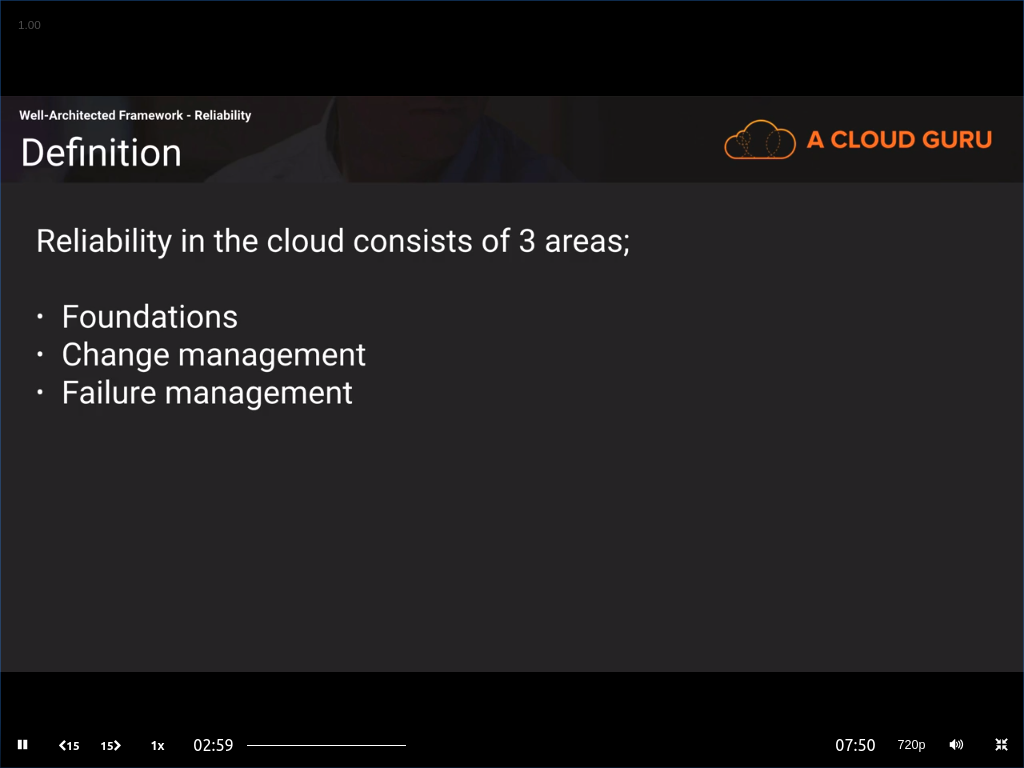 1.00
Well-Architected Framework - Reliability
Definition
A CLOUD GURU
Reliability in the cloud consists of 3 areas;
• Foundations
• Change management
• Failure management
15 15 1x 02:59 07:50 720p